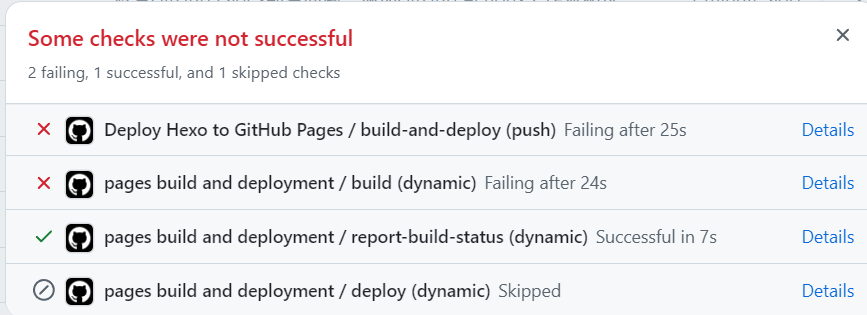 Some checks were not successful
2 failing, 1 successful, and 1 skipped checks
Deploy Hexo to GitHub Pages / build-and-deploy (push) Failing after 25s Details
pages build and deployment / build (dynamic) Failing after 24s Details
pages build and deployment / report-build-status (dynamic) Successful in 7s Details
pages build and deployment / deploy (dynamic) Skipped Details